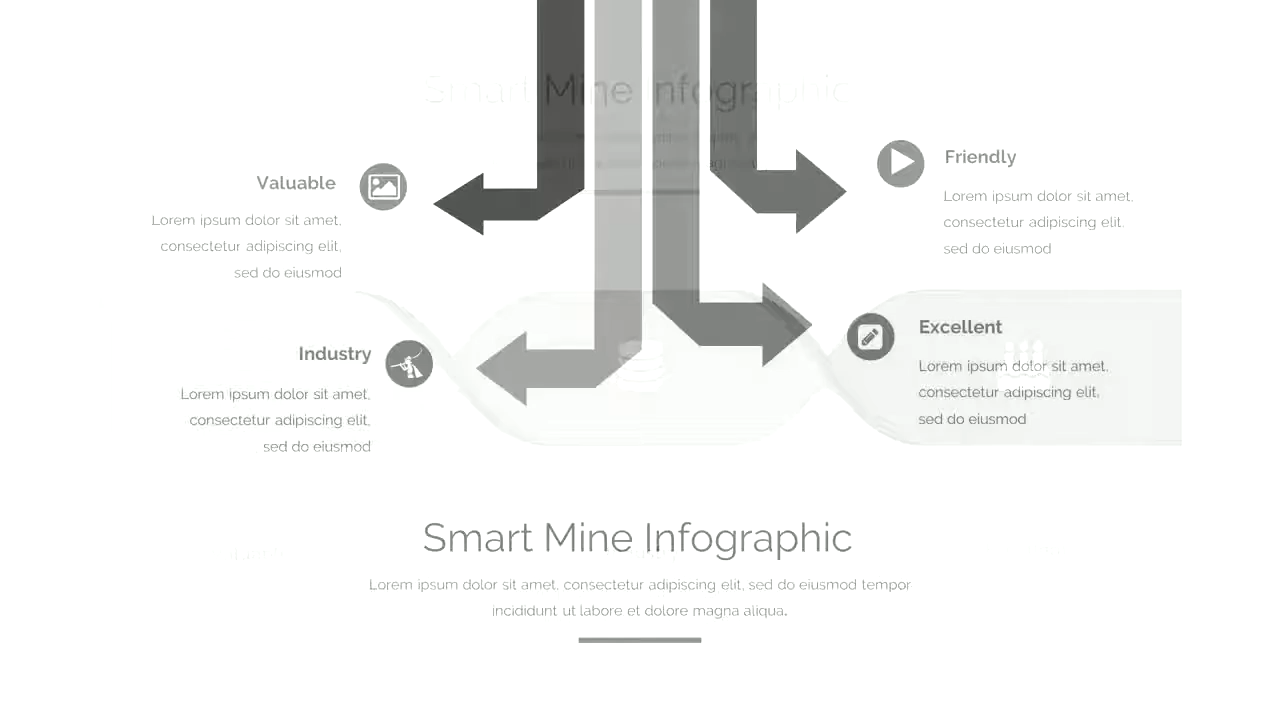 Smart Mine Infographic
Valuable
Lorem ipsum dolor sit amet,
consectetur adipiscing elit,
sed do eiusmod
Friendly
Lorem ipsum dolor sit amet,
consectetur adipiscing elit,
sed do eiusmod
Industry
Lorem ipsum dolor sit amet,
consectetur adipiscing elit,
sed do eiusmod
Excellent
Lorem ipsum dolor sit amet,
consectetur adipiscing elit,
sed do eiusmod
Smart Mine Infographic
Lorem ipsum dolor sit amet, consectetur adipiscing elit, sed do eiusmod tempor
incididunt ut labore et dolore magna aliqua.